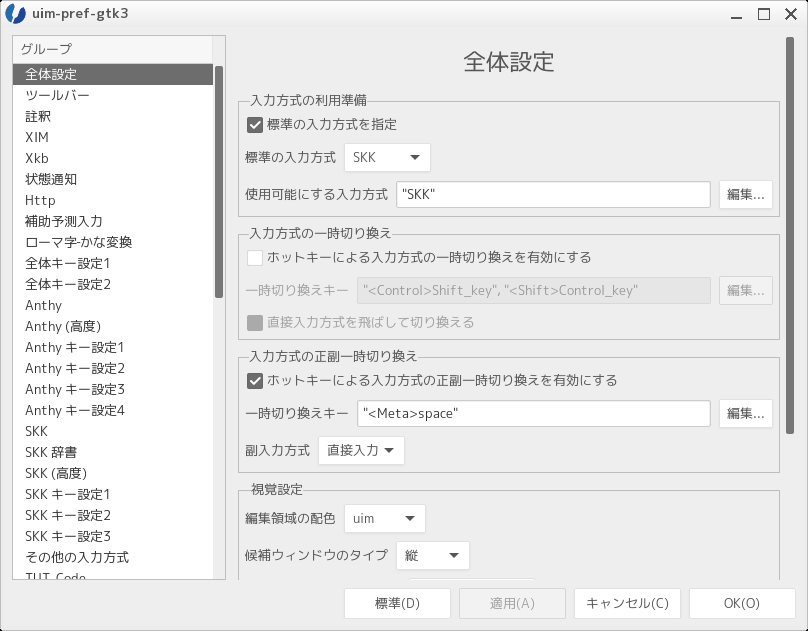 uim-pref-gtk3
グループ
全体設定
ツールバー
註釈
XIM
Xkb
状態通知
Http
補助予測入力
ローマ字-かな変換
全体キー設定1
全体キー設定2
Anthy
Anthy (高度)
Anthy キー設定1
Anthy キー設定2
Anthy キー設定3
Anthy キー設定4
SKK
SKK 辞書
SKK (高度)
SKK キー設定1
SKK キー設定2
SKK キー設定3
その他の入力方式
TUT-Code
全体設定
入力方式の利用準備
標準の入力方式を指定
標準の入力方式 SKK
使用可能にする入力方式 "SKK" 編集...
入力方式の一時切り換え
ホットキーによる入力方式の一時切り換えを有効にする
一時切り換えキー "<Control>Shift_key","<Shift>Control_key" 編集...
直接入力方式を飛ばして切り換える
入力方式の正副一時切り換え
ホットキーによる入力方式の正副一時切り換えを有効にする
一時切り換えキー "<Meta>space" 編集...
副入力方式 直接入力
視覚設定
編集領域の配色 uim
候補ウィンドウのタイプ 縦
標準(D) 適用(A) キャンセル(C) OK(O)